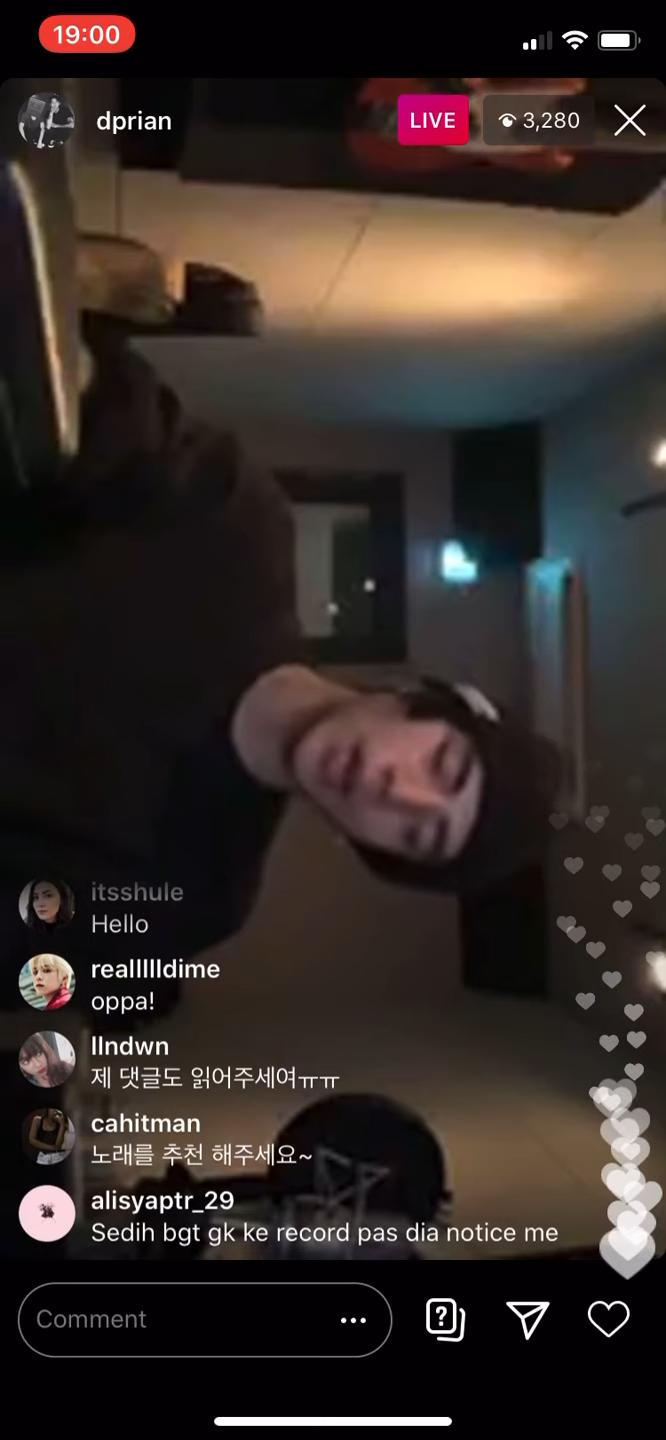 19:00
dprian
LIVE
3,280
itsshule
Hello
reallllldime
oppa!
llndwn
제 댓글도 읽어주세여ㅠㅠ
cahitman
노래를 추천 해주세요~
alisyaptr_29
Sedih bgt gk ke record pas dia notice me
Comment